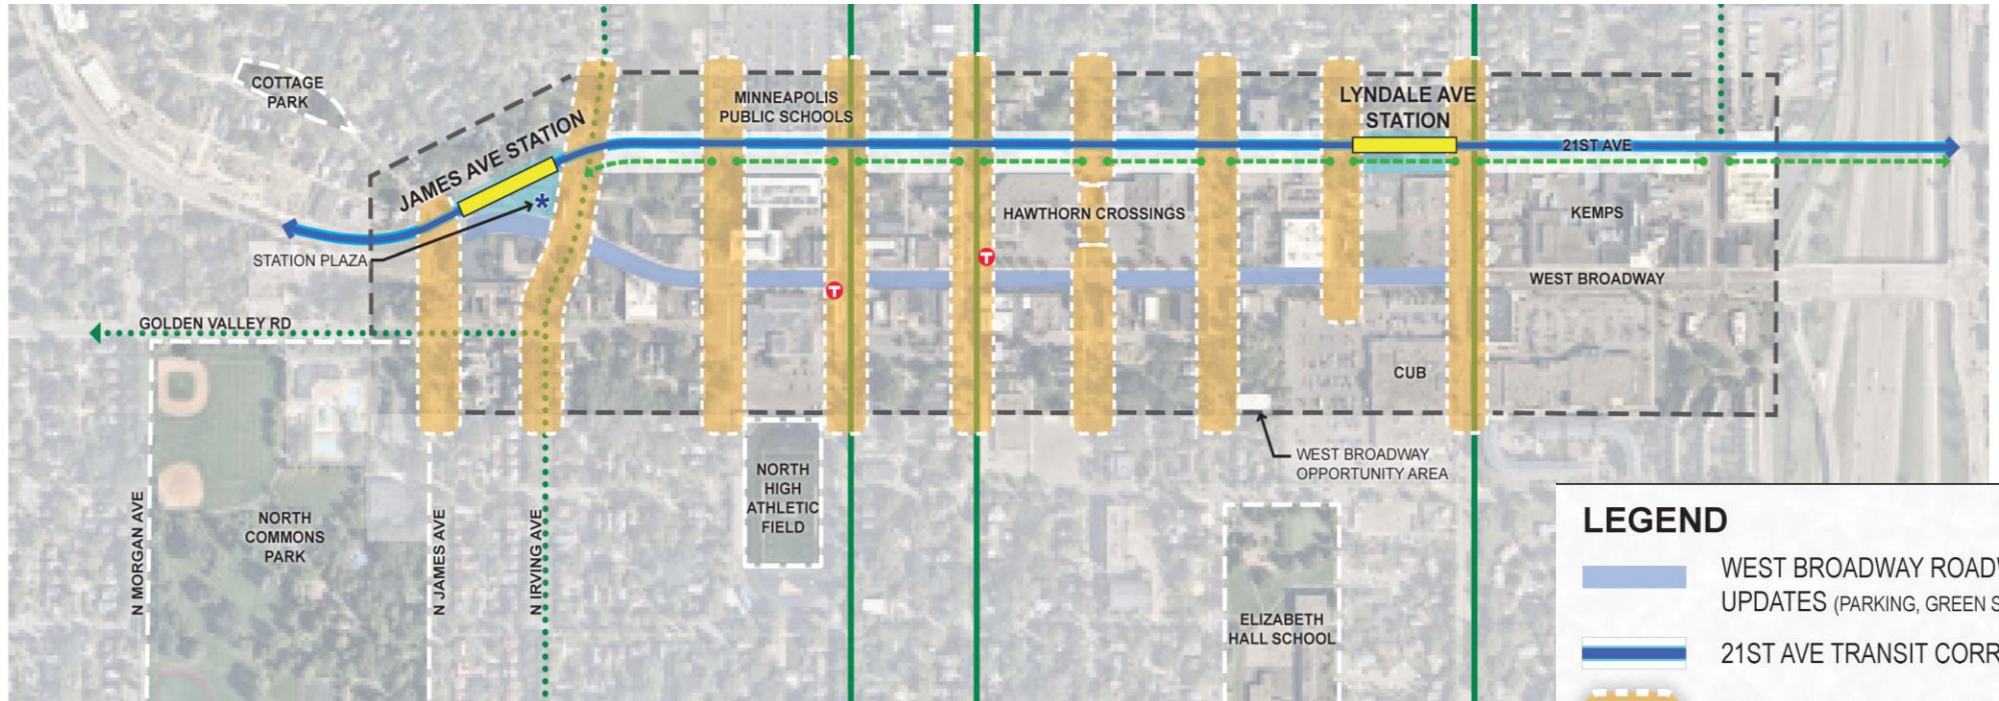 COTTAGE
PARK
JAMES AVE STATION
MINNEAPOLIS
PUBLIC SCHOOLS
LYNDALE AVE
STATION
21ST AVE
HAWTHORN CROSSINGS
KEMPS
STATION PLAZA
*
T
T
WEST BROADWAY
GOLDEN VALLEY RD
CUB
WEST BROADWAY
OPPORTUNITY AREA
N MORGAN AVE
NORTH
COMMONS
PARK
N JAMES AVE
N IRVING AVE
NORTH
HIGH
ATHLETIC
FIELD
ELIZABETH
HALL SCHOOL
LEGEND
WEST BROADWAY ROADW
UPDATES (PARKING, GREEN S
21ST AVE TRANSIT CORR